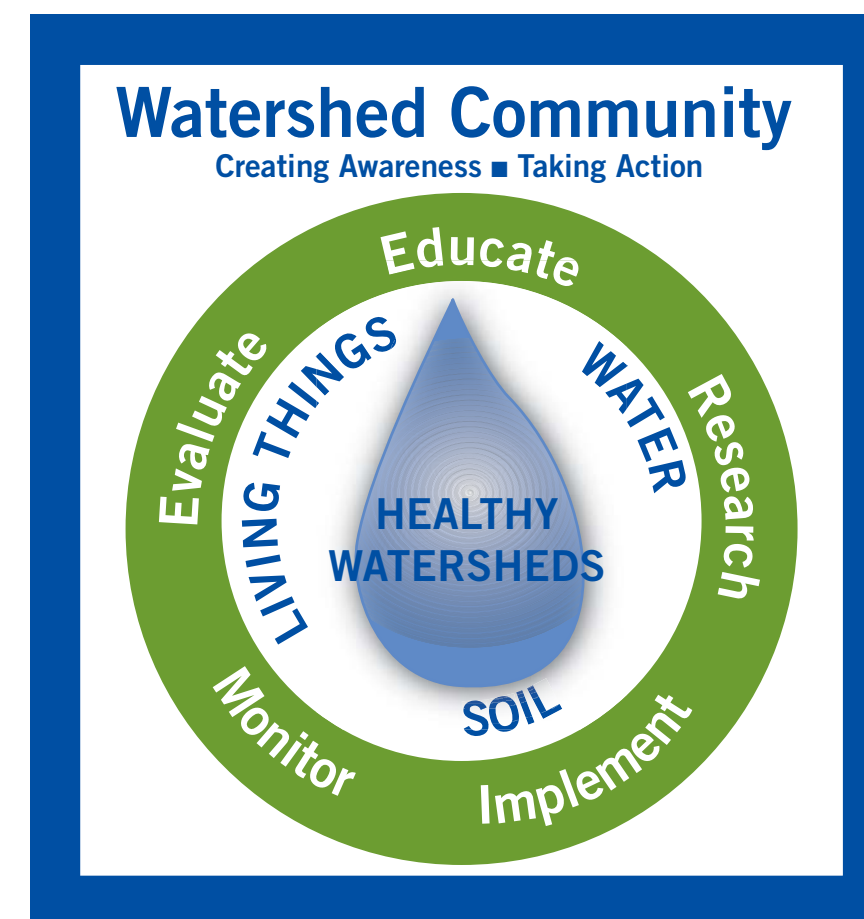 Watershed Community
Creating Awareness ■ Taking Action
Educate
Research
Implement
Monitor
Evaluate
LIVING THINGS
WATER
SOIL
HEALTHY
WATERSHEDS